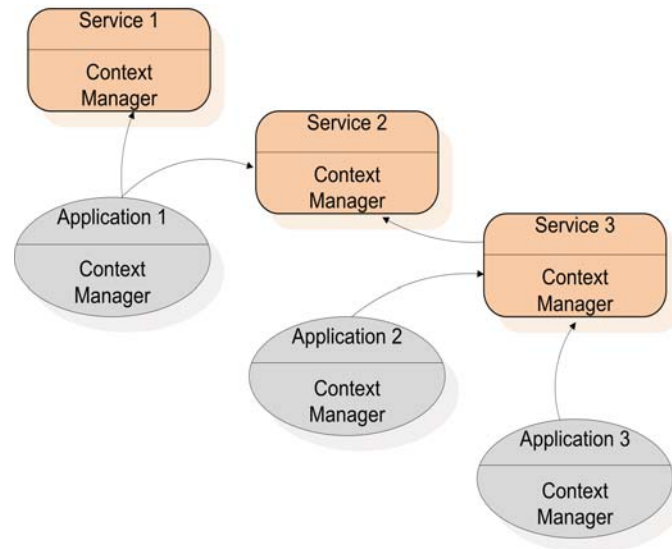 Service 1
Context
Manager
Service 2
Context
Manager
Application 1
Context
Manager
Service 3
Context
Manager
Application 2
Context
Manager
Application 3
Context
Manager